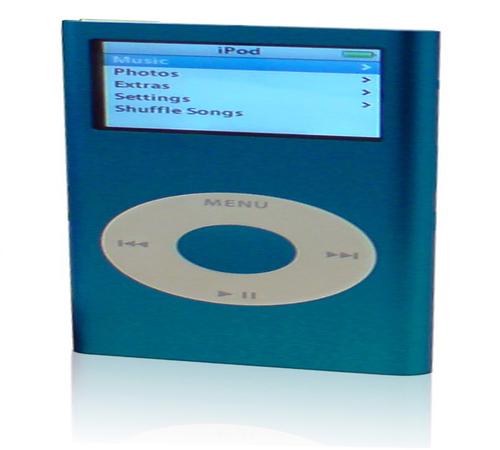 iPod
Music
Photos
Extras
Settings
Shuffle Songs
MENU